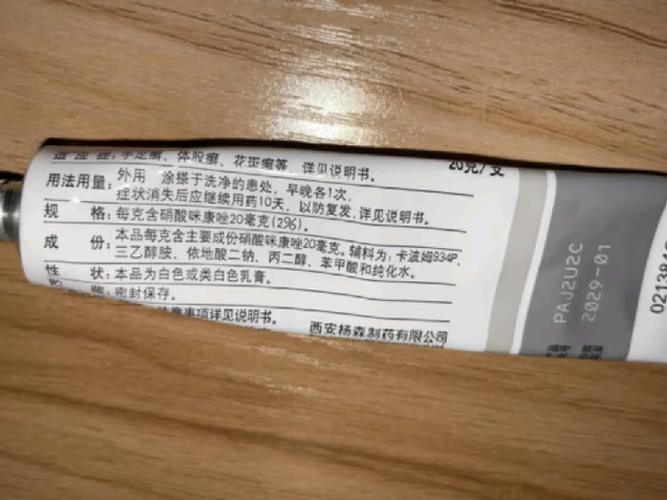 手足癣、体股癣、花斑癣等，详见说明书。
20克/支
用法用量：外用 涂搽于洗净的患处，早晚各1次，
症状消失后应继续用药10天，以防复发，详见说明书。
规 格：每克含硝酸咪康唑20毫克(2%)。
成 份：本品每克含主要成份硝酸咪康唑20毫克。辅料为：卡波姆934P、
三乙醇胺、依地酸二钠、丙二醇、苯甲酸和纯化水。
性 状：本品为白色或类白色乳膏。
贮 藏：密封保存。
注意事项详见说明书。
西安杨森制药有限公司
PAJ2U2C
2029-01